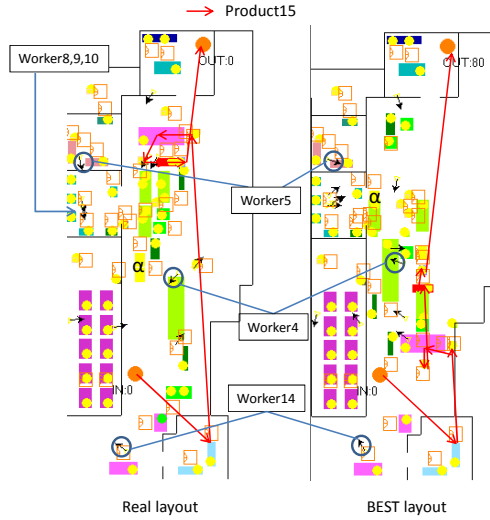 Product15
Worker8,9,10
OUT:0
OUT:80
Worker5
α
α
Worker4
IN:0
IN:0
Worker14
Real layout
BEST layout